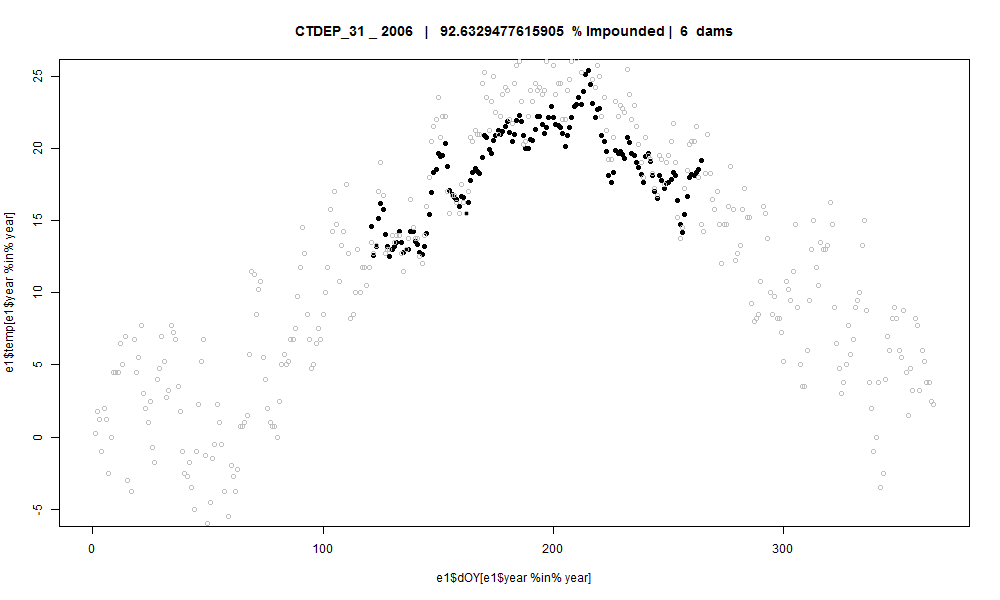 CTDEP_31 _ 2006 | 92.6329477615905 % Impounded | 6 dams
25
20
15
10
5
0
-5
e1$temp[e1$year %in% year]
0 100 200 300
e1$dOY[e1$year %in% year]